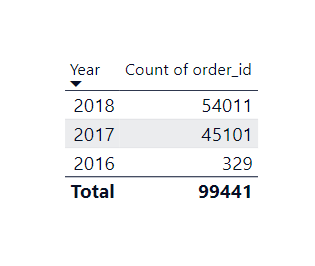 Year Count of order_id
2018 54011
2017 45101
2016 329
Total 99441